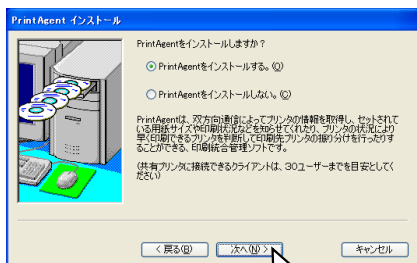 PrintAgent インストール
PrintAgentをインストールしますか？
PrintAgentをインストールする。(Q)
PrintAgentをインストールしない。(C)
PrintAgentは、双方向通信によってプリンタの情報を取得し、セットされて
いる用紙サイズや印刷状況などを知らせてくれたり、プリンタの状況により
早く印刷できるプリンタを判断して印刷先プリンタの振り分けを行ったりす
ることができる、印刷統合管理ソフトです。
(共有プリンタに接続できるクライアントは、30ユーザーまでを目安としてく
ださい)
< 戻る(B)
次へ(N) >
キャンセル